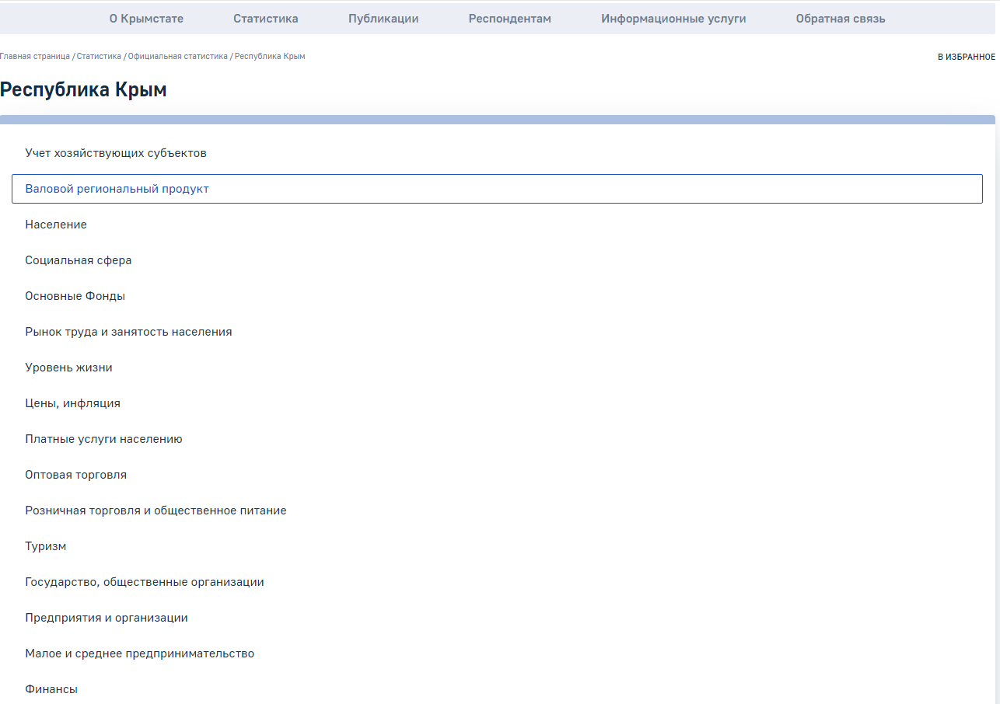 О Крымстате Статистика Публикации Респондентам Информационные услуги Обратная связь
Главная страница / Статистика / Официальная статистика / Республика Крым В ИЗБРАННОЕ
Республика Крым
Учет хозяйствующих субъектов
Валовой региональный продукт
Население
Социальная сфера
Основные Фонды
Рынок труда и занятость населения
Уровень жизни
Цены, инфляция
Платные услуги населению
Оптовая торговля
Розничная торговля и общественное питание
Туризм
Государство, общественные организации
Предприятия и организации
Малое и среднее предпринимательство
Финансы